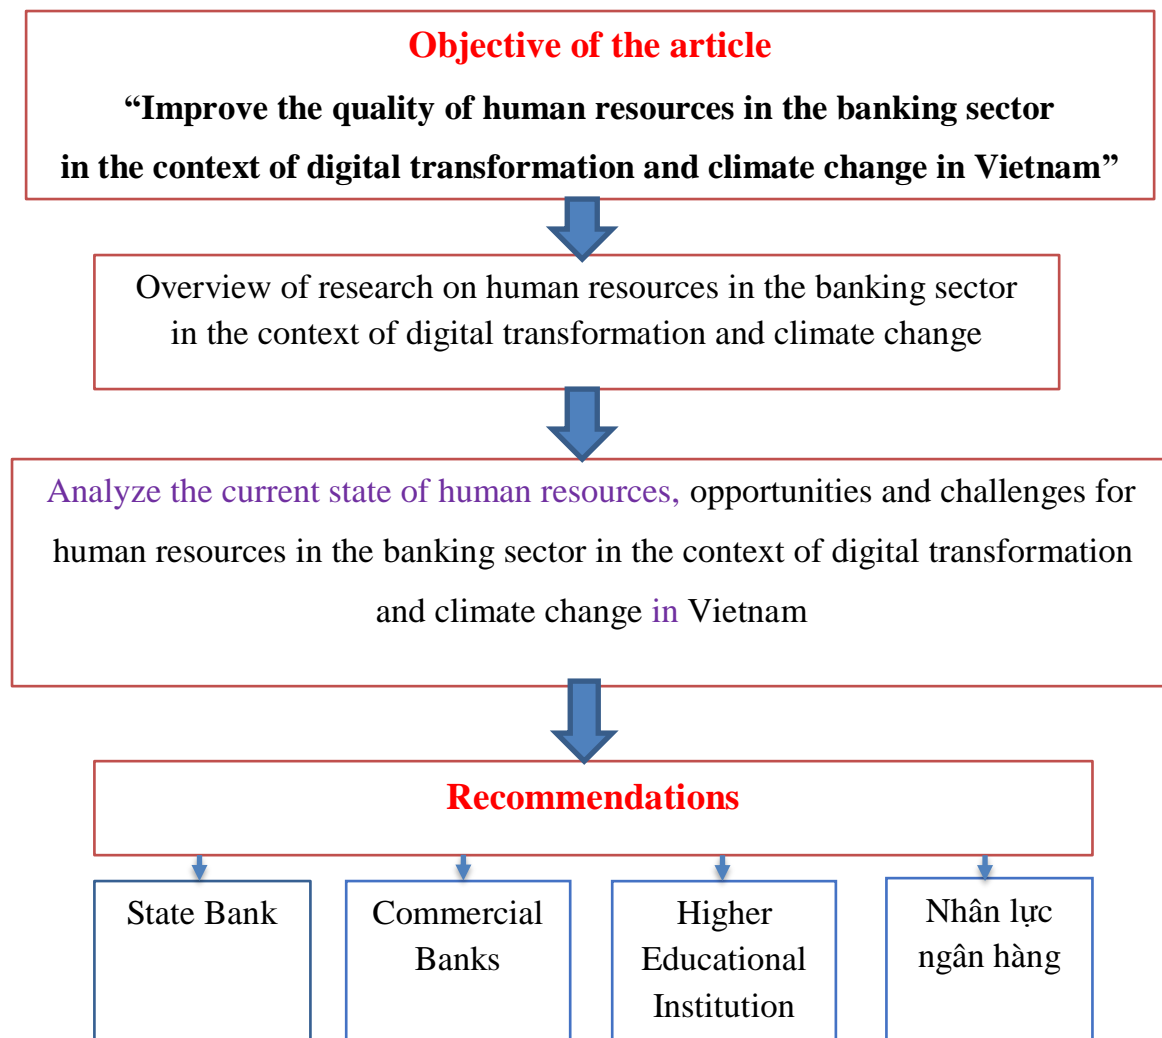 Objective of the article
“Improve the quality of human resources in the banking sector
in the context of digital transformation and climate change in Vietnam”
Overview of research on human resources in the banking sector
in the context of digital transformation and climate change
Analyze the current state of human resources, opportunities and challenges for
human resources in the banking sector in the context of digital transformation
and climate change in Vietnam
Recommendations
State Bank
Commercial
Banks
Higher
Educational
Institution
Nhân lực
ngân hàng